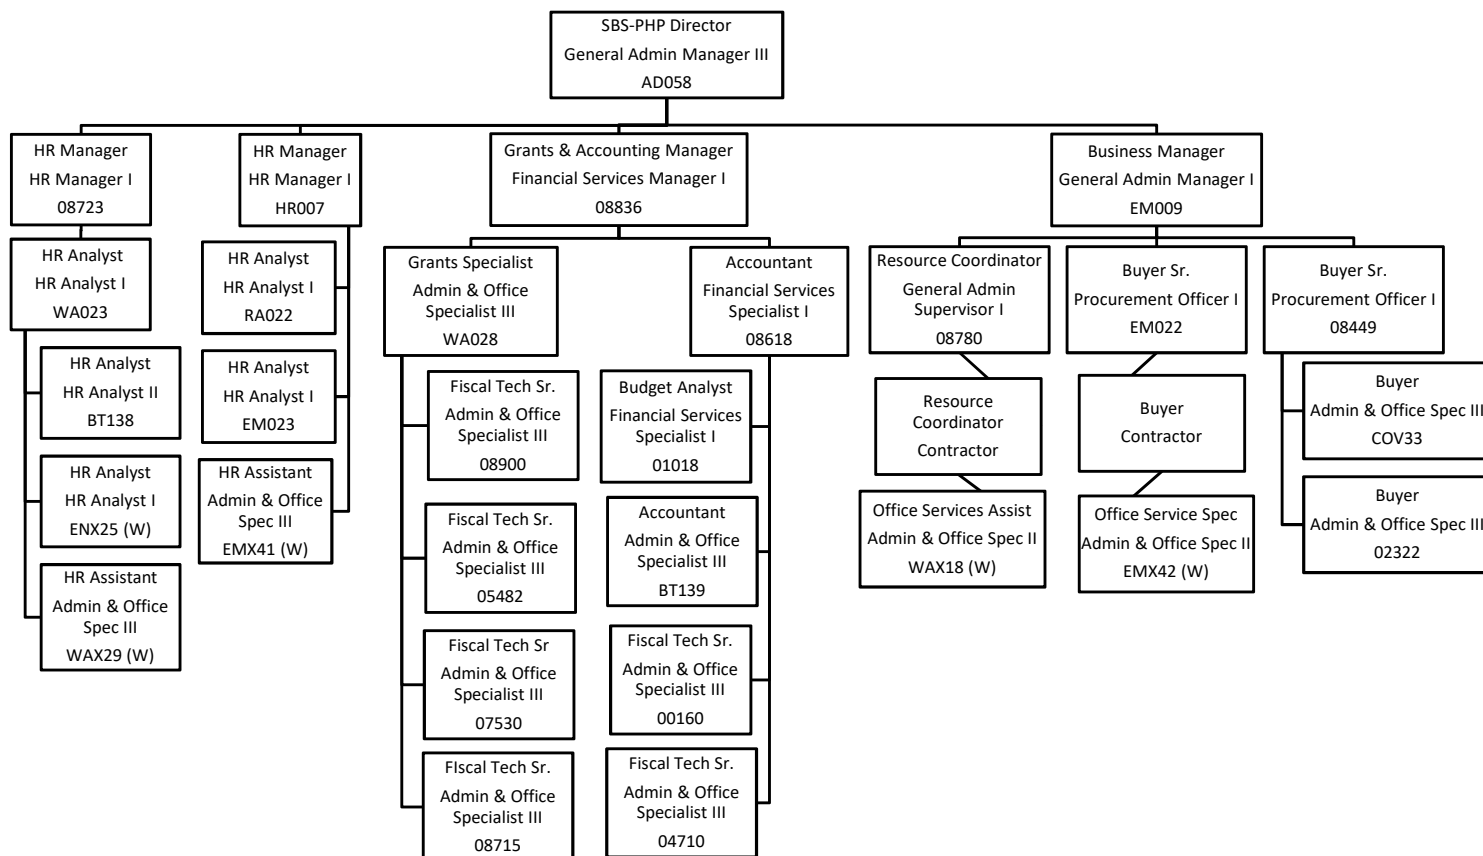 SBS-PHP Director
General Admin Manager III
AD058
HR Manager
HR Manager I
08723
HR Manager
HR Manager I
HR007
Grants & Accounting Manager
Financial Services Manager I
08836
Business Manager
General Admin Manager I
EM009
HR Analyst
HR Analyst I
WA023
HR Analyst
HR Analyst II
BT138
HR Analyst
HR Analyst I
ENX25 (W)
HR Assistant
Admin & Office
Spec III
WAX29 (W)
HR Analyst
HR Analyst I
RA022
HR Analyst
HR Analyst I
EM023
HR Assistant
Admin & Office
Spec III
EMX41 (W)
Grants Specialist
Admin & Office
Specialist III
WA028
Fiscal Tech Sr.
Admin & Office
Specialist III
08900
Fiscal Tech Sr.
Admin & Office
Specialist III
05482
Fiscal Tech Sr
Admin & Office
Specialist III
07530
FIscal Tech Sr.
Admin & Office
Specialist III
08715
Accountant
Financial Services
Specialist I
08618
Budget Analyst
Financial Services
Specialist I
01018
Accountant
Admin & Office
Specialist III
BT139
Fiscal Tech Sr.
Admin & Office
Specialist III
00160
Fiscal Tech Sr.
Admin & Office
Specialist III
04710
Resource Coordinator
General Admin
Supervisor I
08780
Resource
Coordinator
Contractor
Office Services Assist
Admin & Office Spec II
WAX18 (W)
Buyer Sr.
Procurement Officer I
EM022
Buyer
Contractor
Office Service Spec
Admin & Office Spec II
EMX42 (W)
Buyer Sr.
Procurement Officer I
08449
Buyer
Admin & Office Spec III
COV33
Buyer
Admin & Office Spec III
02322